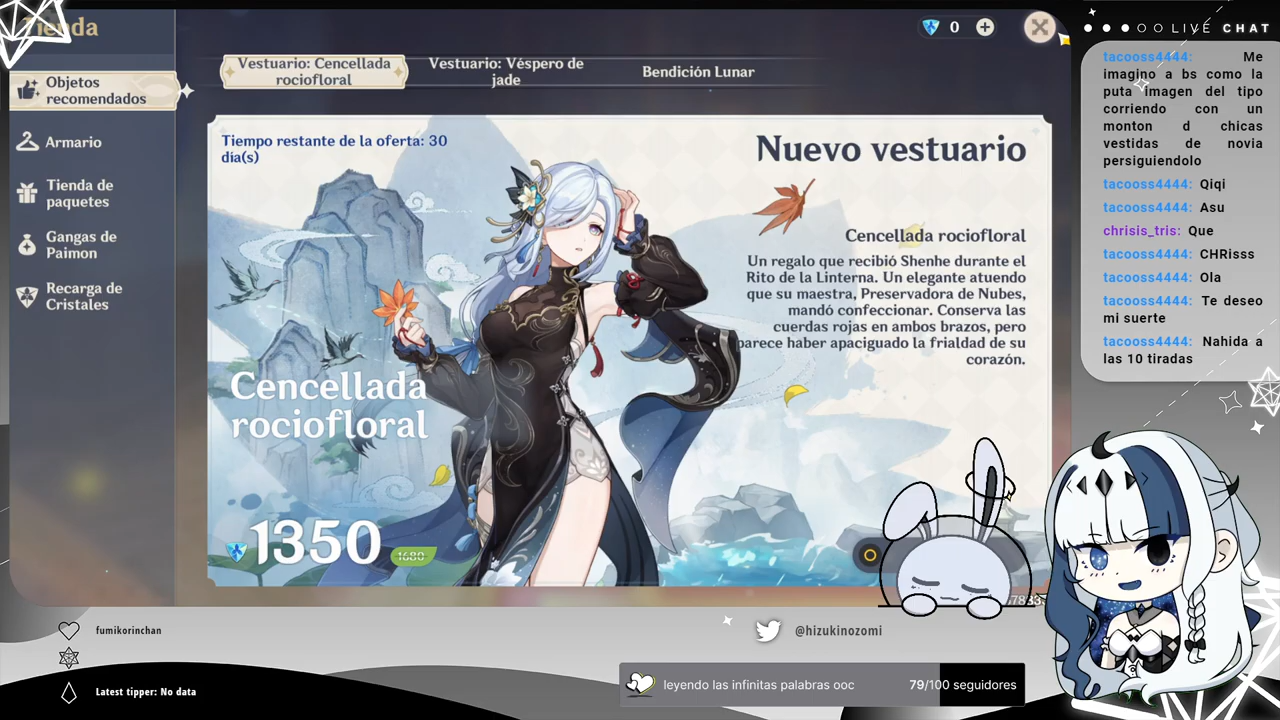 Tienda
0
Objetos
recomendados
Armario
Tienda de
paquetes
Gangas de
Paimon
Recarga de
Cristales
Vestuario: Cencellada
rociofloral
Vestuario: Véspero de
jade
Bendición Lunar
Tiempo restante de la oferta: 30
día(s)
Nuevo vestuario
Cencellada rociofloral
Un regalo que recibió Shenhe durante el
Rito de la Linterna. Un elegante atuendo
que su maestra, Preservadora de Nubes,
mandó confeccionar. Conserva las
cuerdas rojas en ambos brazos, pero
parece haber apaciguado la frialdad de su
corazón.
Cencellada
rociofloral
1350
1680
LIVE CHAT
tacooss4444: Me
imagino a bs como la
puta imagen del tipo
corriendo con un
monton d chicas
vestidas de novia
persiguiendolo
tacooss4444: Qiqi
tacooss4444: Asu
chrisis_tris: Que
tacooss4444: CHRisss
tacooss4444: Ola
tacooss4444: Te deseo
mi suerte
tacooss4444: Nahida a
las 10 tiradas
fumikorinchan
Latest tipper: No data
@hizukinozomi
leyendo las infinitas palabras ooc
79/100 seguidores